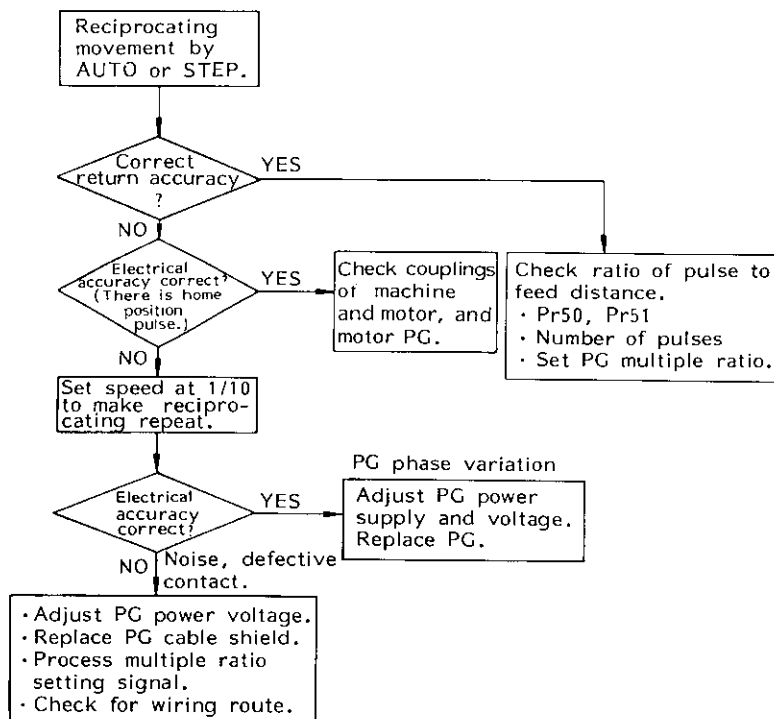 Reciprocating
movement by
AUTO or STEP.
Correct
return accuracy
?
YES
NO
Electrical
accuracy correct?
(There is home
position
pulse.)
YES
NO
Check couplings
of machine
and motor, and
motor PG.
Check ratio of pulse to
feed distance.
· Pr50, Pr51
· Number of pulses
· Set PG multiple ratio.
Set speed at 1/10
to make recipro-
cating repeat.
Electrical
accuracy
correct?
YES
NO
PG phase variation
Adjust PG power
supply and voltage.
Replace PG.
Noise, defective
contact.
· Adjust PG power voltage.
· Replace PG cable shield.
· Process multiple ratio
setting signal.
· Check for wiring route.